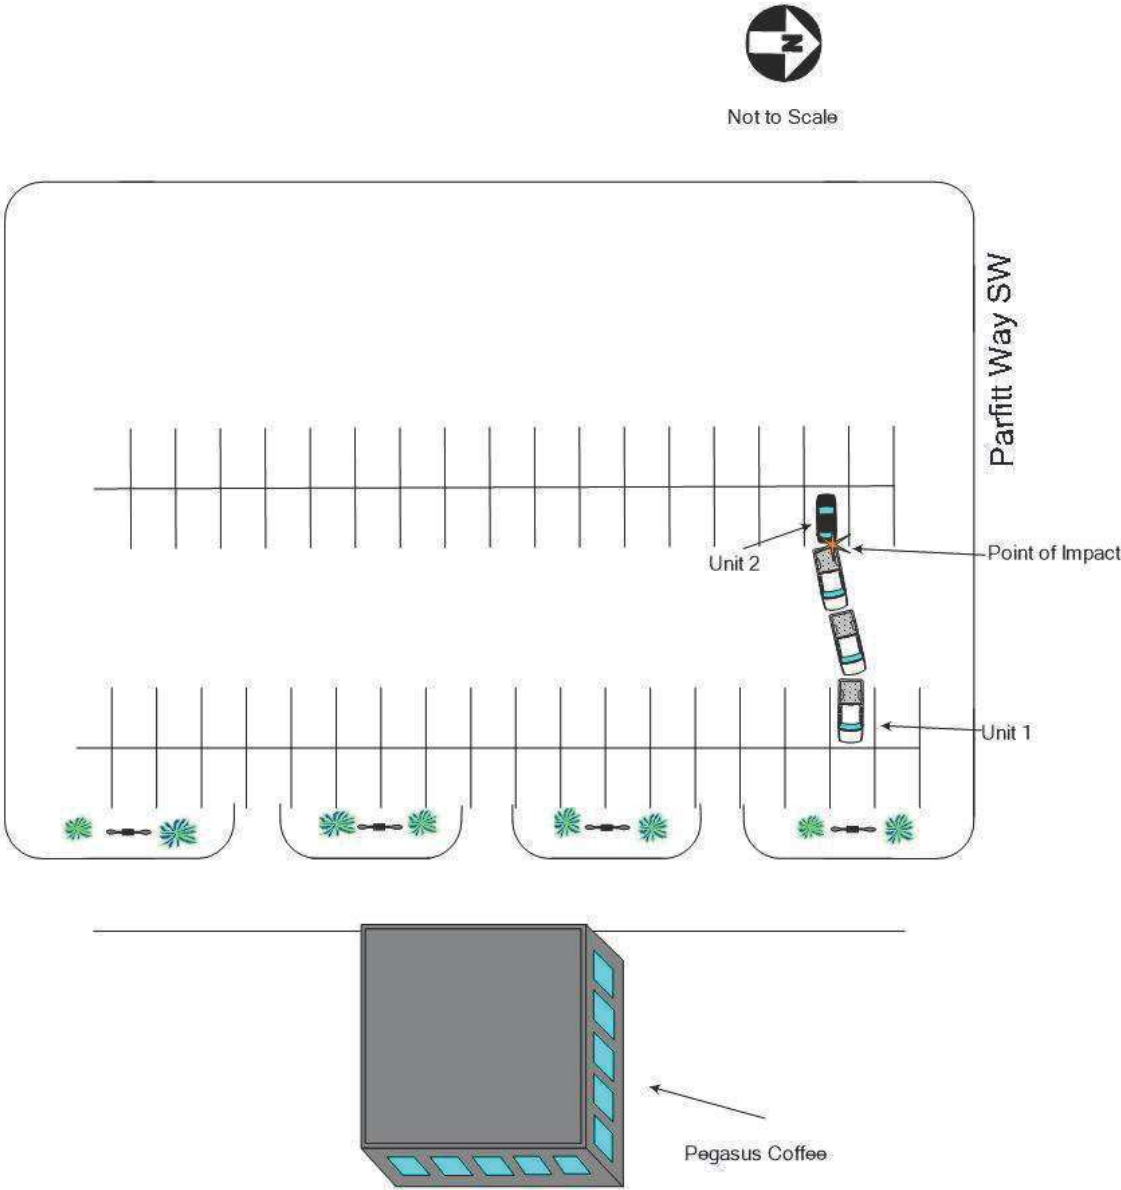 N
Not to Scale
Parfitt Way SW
Unit 2
Point of Impact
Unit 1
Pegasus Coffee